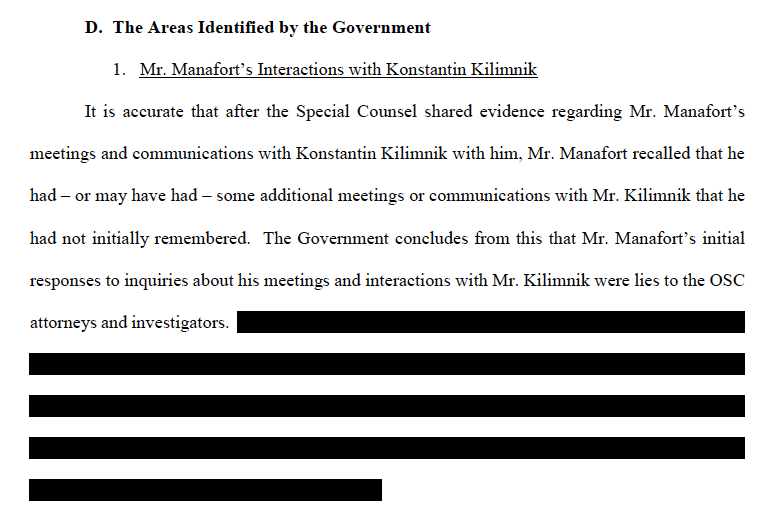 D. The Areas Identified by the Government
1. Mr. Manafort’s Interactions with Konstantin Kilimnik
It is accurate that after the Special Counsel shared evidence regarding Mr. Manafort’s
meetings and communications with Konstantin Kilimnik with him, Mr. Manafort recalled that he
had – or may have had – some additional meetings or communications with Mr. Kilimnik that he
had not initially remembered. The Government concludes from this that Mr. Manafort’s initial
responses to inquiries about his meetings and interactions with Mr. Kilimnik were lies to the OSC
attorneys and investigators.